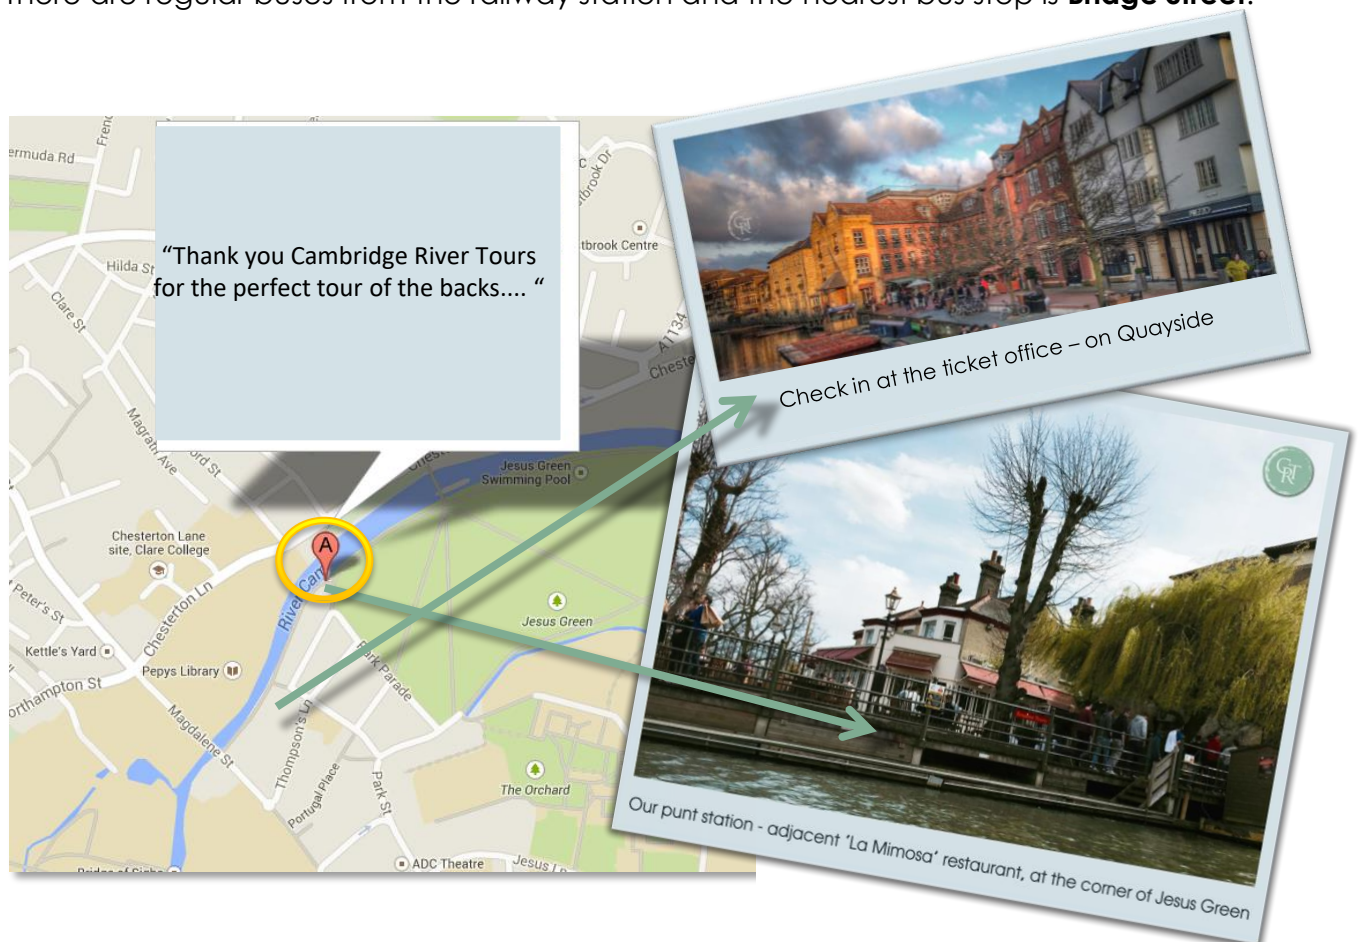 There are regular buses from the railway station and the nearest bus stop is Bridge Street.
ermuda Rd
Hilda St
Clare St
"Thank you Cambridge River Tours
for the perfect tour of the backs.... "
tbrook Centre
A1134
Check in at the ticket office – on Quayside
Magrath Ave
Jesus Green
Swimming Pool
Chesterton Lane
site, Clare College
A
River Cam
Chesterton Ln
Peter's St
Kettle's Yard
Pepys Library
Jesus Green
Park Parade
orthampton St
Magdalene St
Thompson's Ln
Portugal Place
Park St
The Orchard
ADC Theatre
Jesus L
CRT
Our punt station - adjacent 'La Mimosa' restaurant, at the corner of Jesus Green